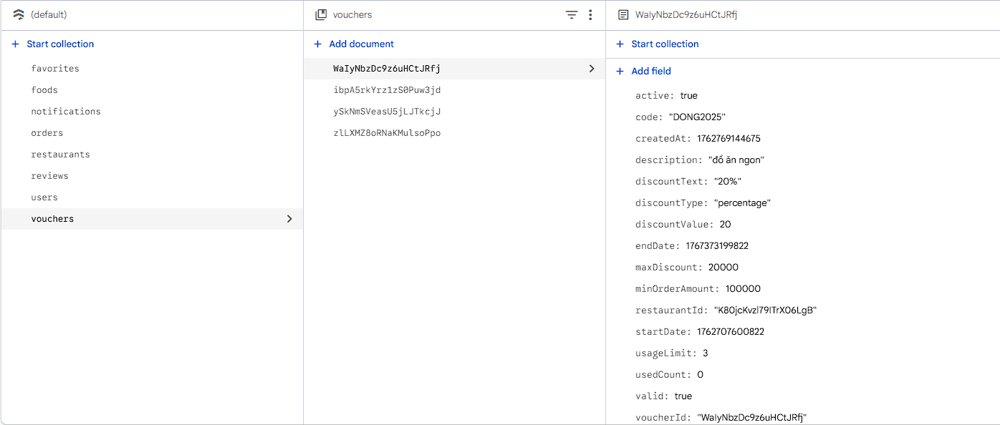 (default)
Start collection
favorites
foods
notifications
orders
restaurants
reviews
users
vouchers
vouchers
Add document
WaIyNbzDc9z6uHCtJRfj
ibpA5rkYrz1zS0Puw3jd
ySkNmSVeasU5jLJTkcjJ
zlLXMZ8oRNaKMulsoPpo
WaIyNbzDc9z6uHCtJRfj
Start collection
Add field
active: true
code: "DONG2025"
createdAt: 1762769144675
description: "đồ ăn ngon"
discountText: "20%"
discountType: "percentage"
discountValue: 20
endDate: 1767373199822
maxDiscount: 20000
minOrderAmount: 100000
restaurantId: "K80jcKvzl79ITrX06LgB"
startDate: 1762707600822
usageLimit: 3
usedCount: 0
valid: true
voucherId: "WaIyNbzDc9z6uHCtJRfj"